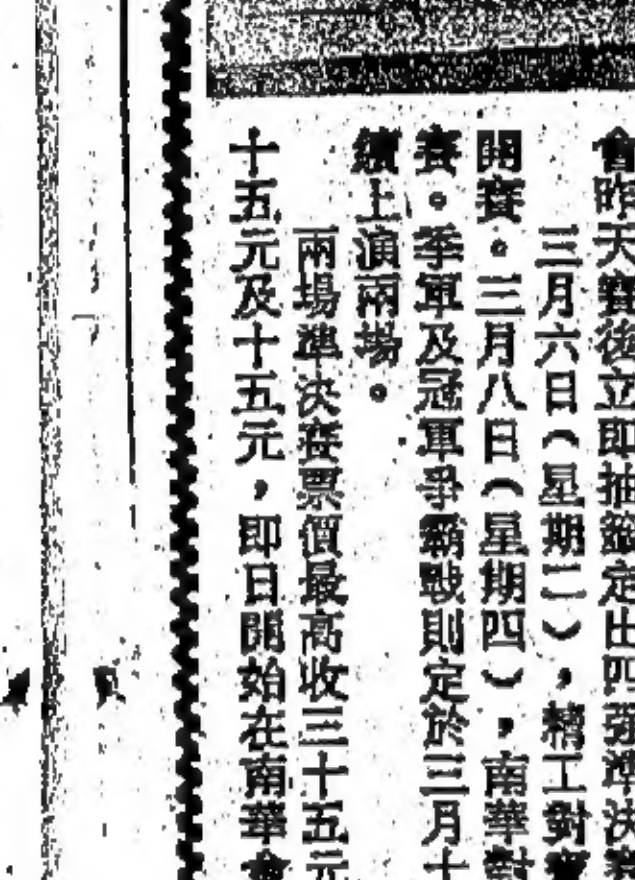 會昨天賽後立即抽籤定出四強準決賽
三月六日（星期二），精工對
開賽。三月八日（星期四），南華對
賽。季軍及冠軍爭霸戰則定於三月十
續上演兩場。
兩場準決賽票價最高收三十五元
十五元及十五元，即日開始在南華會